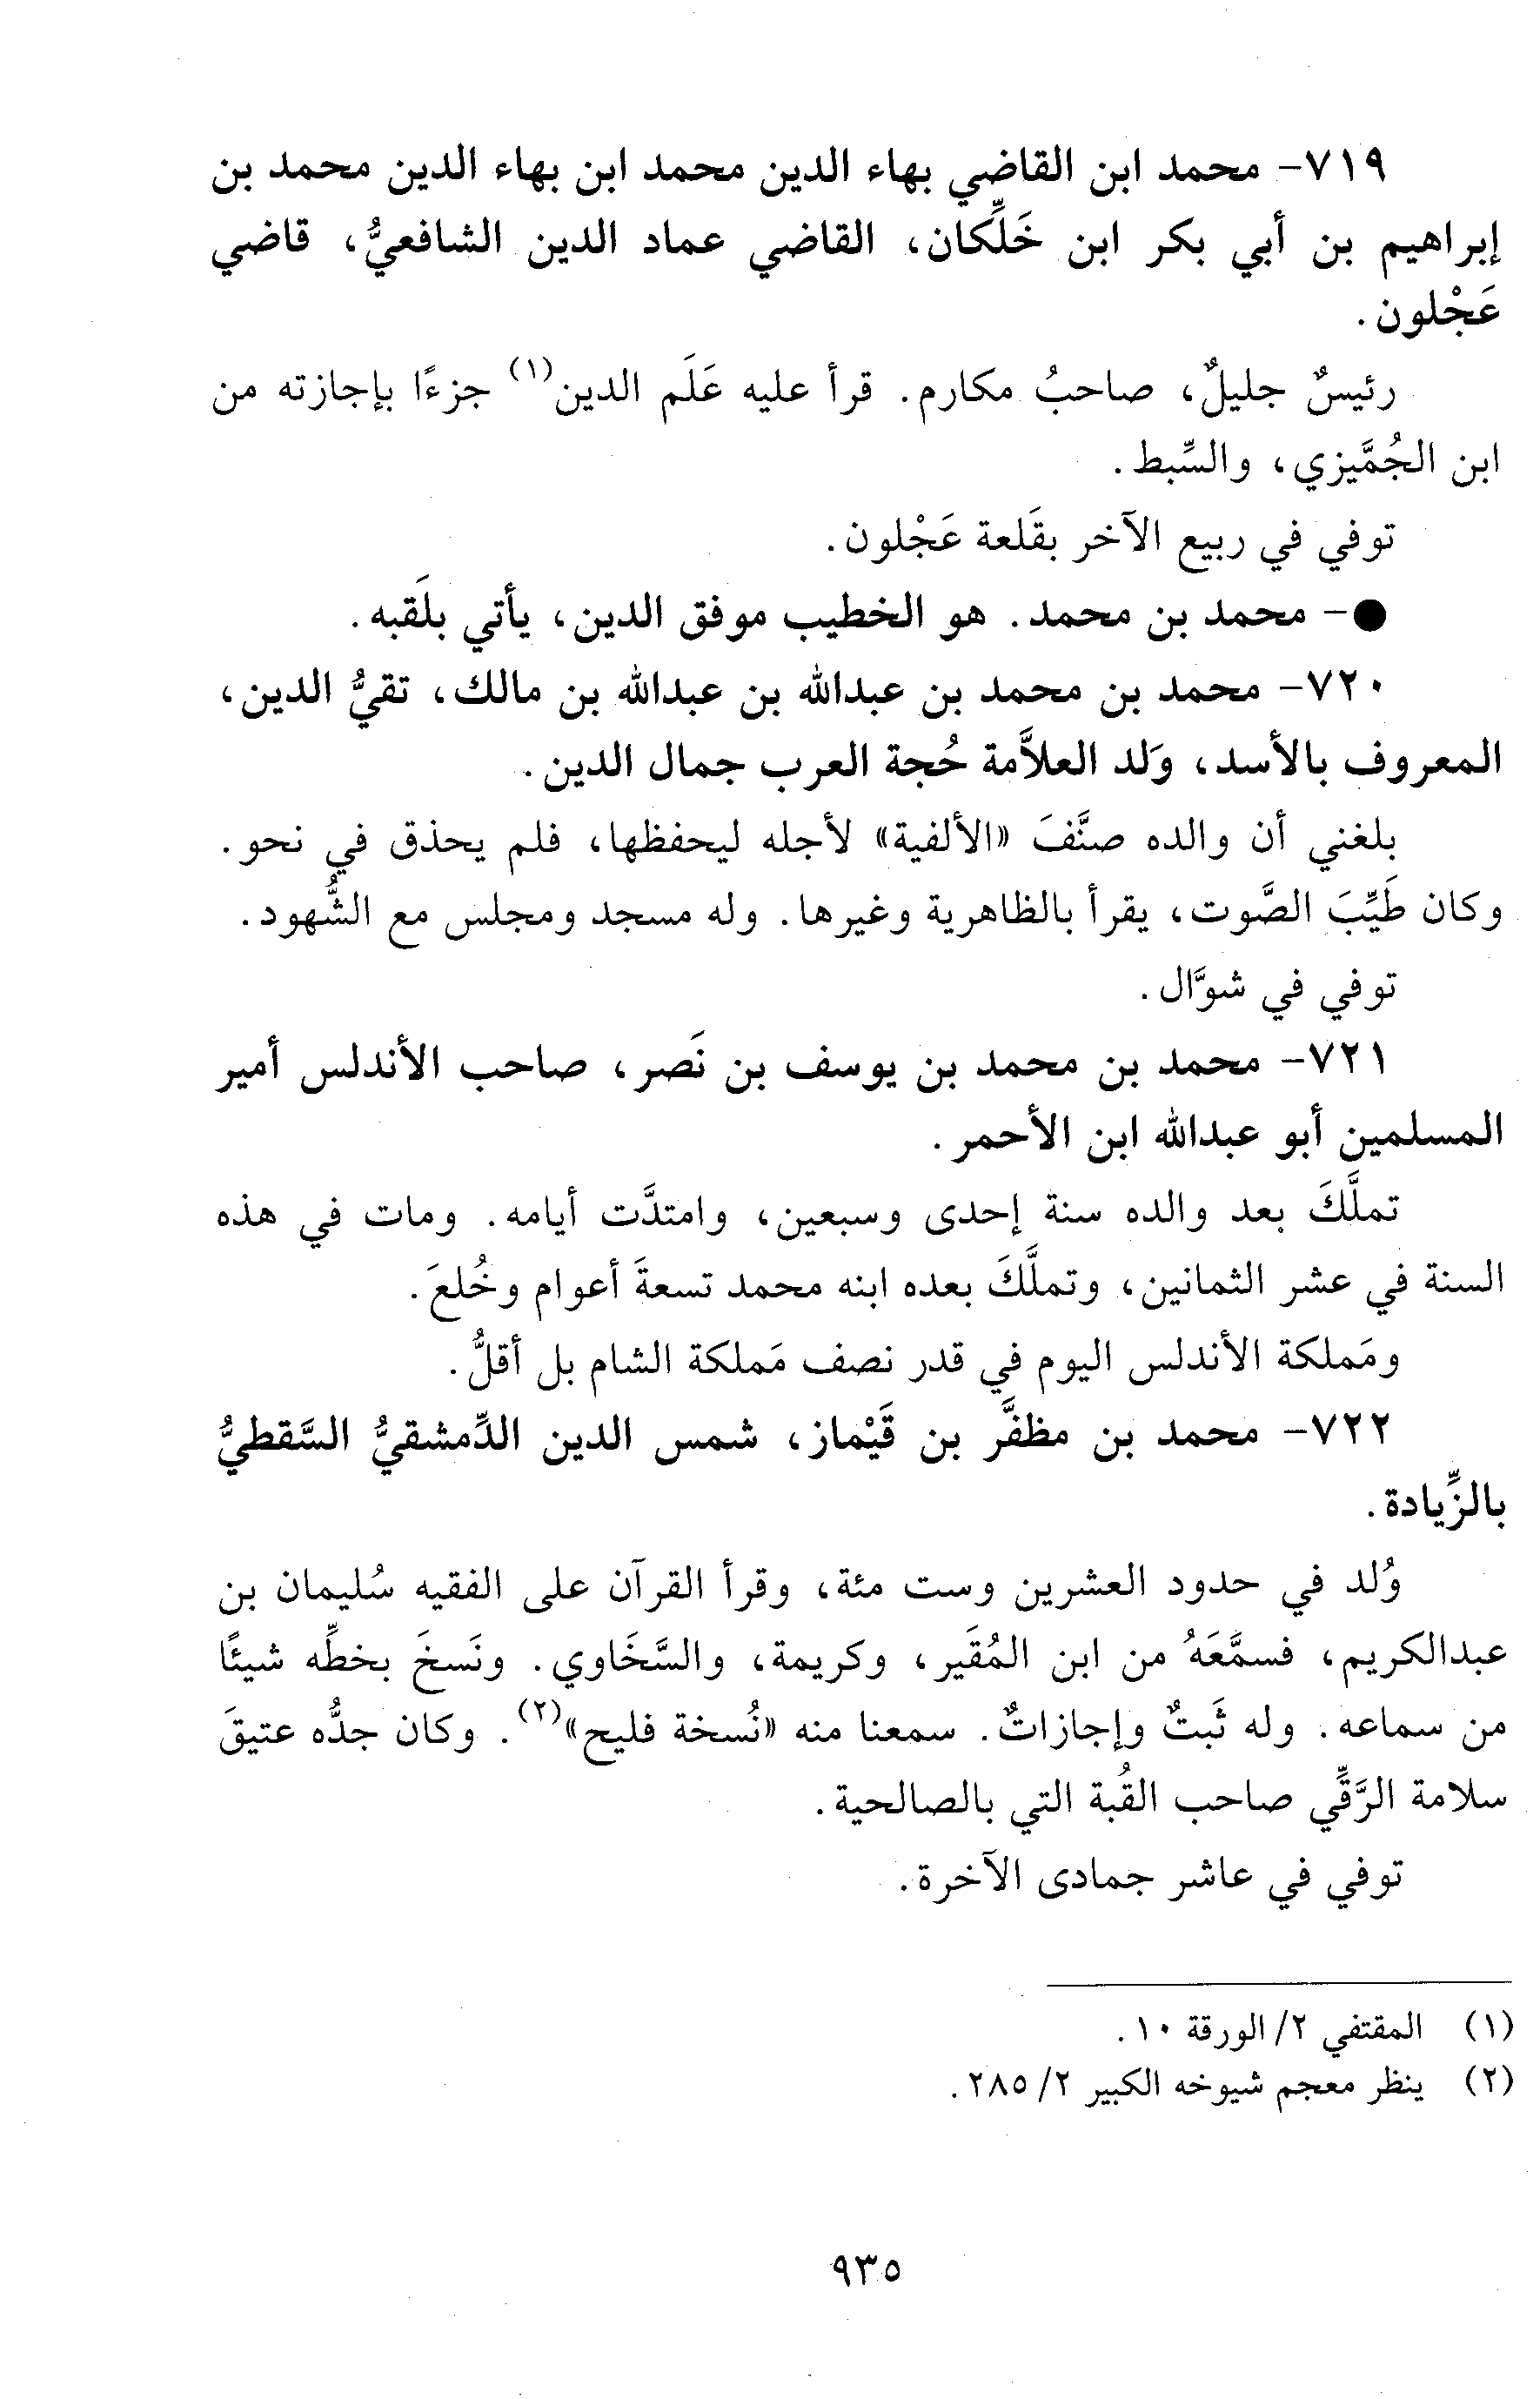 ٧١٩- محمد ابن القاضي بهاء الدين محمد ابن بهاء الدين محمد بن
إبراهيم بن أبي بكر ابن خَلِّكان، القاضي عماد الدين الشافعيُّ، قاضي
عَجْلون.
رئيسٌ جليلٌ، صاحبُ مكارم. قرأ عليه عَلَم الدين(١) جزءًا بإجازته من
ابن الجُمَّيزي، والسِّبط.
توفي في ربيع الآخر بقَلعة عَجْلون.
●- محمد بن محمد. هو الخطيب موفق الدين، يأتي بلَقبه.
٧٢٠- محمد بن محمد بن عبدالله بن عبدالله بن مالك، تقيُّ الدين،
المعروف بالأسد، وَلد العلاَّمة حُجة العرب جمال الدين.
بلغني أن والده صنَّفَ «الألفية» لأجله ليحفظها، فلم يحذق في نحو.
وكان طَيِّبَ الصَّوت، يقرأ بالظاهرية وغيرها. وله مسجد ومجلس مع الشُّهود.
توفي في شوَّال.
٧٢١- محمد بن محمد بن يوسف بن نَصر، صاحب الأندلس أمير
المسلمين أبو عبدالله ابن الأحمر.
تملَّكَ بعد والده سنة إحدى وسبعين، وامتدَّت أيامه. ومات في هذه
السنة في عشر الثمانين، وتملَّكَ بعده ابنه محمد تسعةَ أعوام وخُلعَ.
ومَملكة الأندلس اليوم في قدر نصف مَملكة الشام بل أقلُّ.
٧٢٢- محمد بن مظفَّر بن قَيْماز، شمس الدين الدِّمشقيُّ السَّقطيُّ
بالزِّيادة.
وُلد في حدود العشرين وست مئة، وقرأ القرآن على الفقيه سُليمان بن
عبدالكريم، فسمَّعَهُ من ابن المُقَير، وكريمة، والسَّخَاوي. ونَسخَ بخطِّه شيئًا
من سماعه. وله ثَبتٌ وإجازاتٌ. سمعنا منه «نُسخة فليح»(٢). وكان جدُّه عتيقَ
سلامة الرَّقِّي صاحب القُبة التي بالصالحية.
توفي في عاشر جمادى الآخرة.
(١) المقتفي ٢/ الورقة ١٠.
(٢) ينظر معجم شيوخه الكبير ٢/ ٢٨٥.
٩٣٥